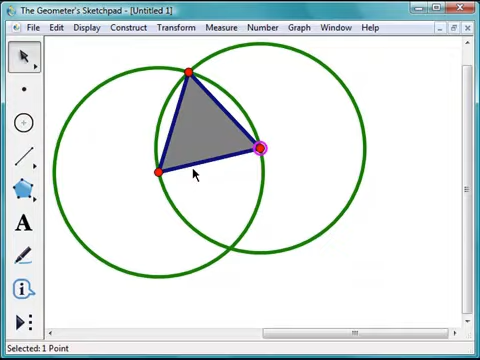 The Geometer's Sketchpad - [Untitled 1]
File Edit Display Construct Transform Measure Number Graph Window Help
A
i
Selected: 1 Point